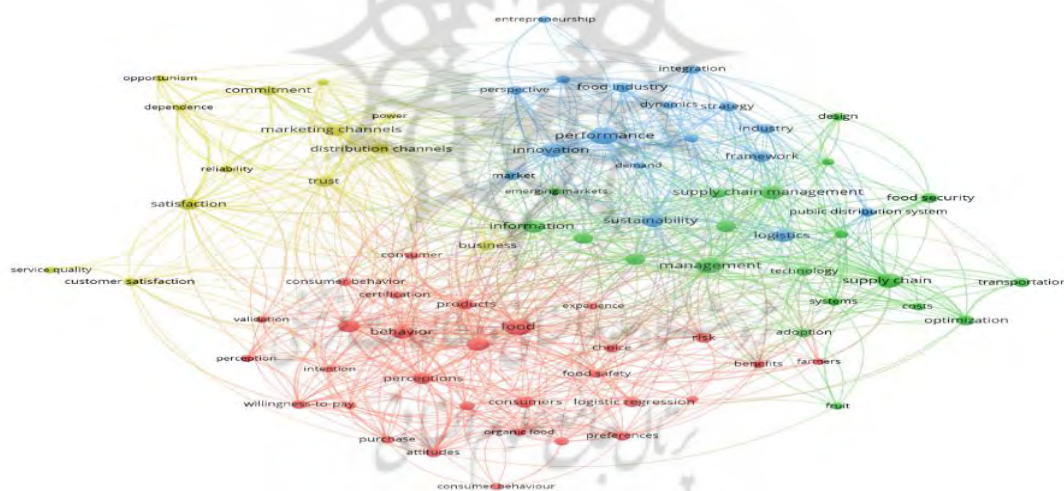 entrepreneurship
integration
opportunism
perspective
food industry
commitment
dependence
dynamics
strategy
power
design
marketing channels
performance
industry
distribution channels
innovation
framework
demand
reliability
market
trust
emerging markets
supply chain management
food security
satisfaction
public distribution system
sustainability
information
logistics
business
consumer
management
service quality
technology
customer satisfaction
consumer behavior
supply chain
transportation
certification
products
experience
systems
costs
validation
optimization
food
behavior
adoption
risk
choice
perception
farmers
benefits
intention
food safety
perceptions
willingness-to-pay
consumers
logistic regression
fruit
organic food
preferences
purchase
attitudes
consumer behaviour